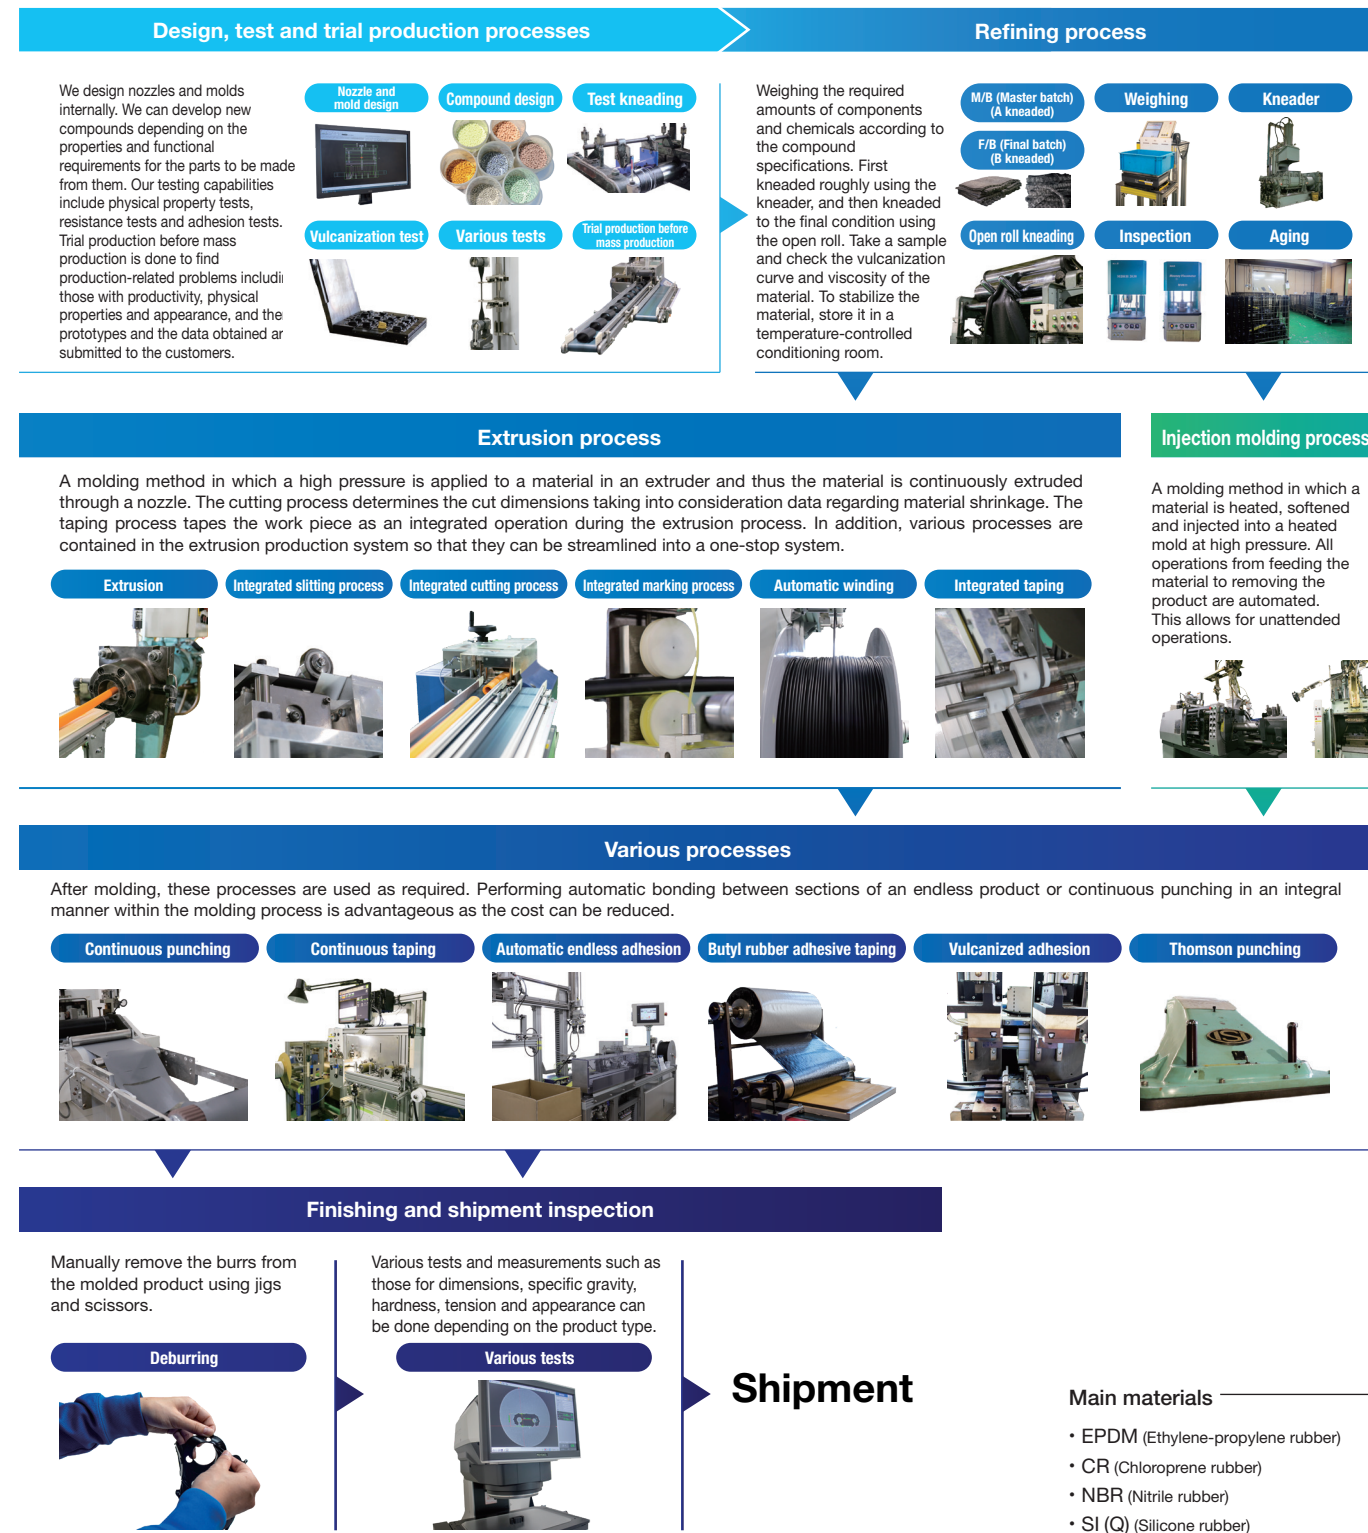 Design, test and trial production processes
We design nozzles and molds
internally. We can develop new
compounds depending on the
properties and functional
requirements for the parts to be made
from them. Our testing capabilities
include physical property tests,
resistance tests and adhesion tests.
Trial production before mass
production is done to find
production-related problems includi
those with productivity, physical
properties and appearance, and the
prototypes and the data obtained ar
submitted to the customers.
Nozzle and
mold design
Compound design
Test kneading
Vulcanization test
Various tests
Trial production before
mass production
Refining process
Weighing the required
amounts of components
and chemicals according to
the compound
specifications. First
kneaded roughly using the
kneader, and then kneaded
to the final condition using
the open roll. Take a sample
and check the vulcanization
curve and viscosity of the
material. To stabilize the
material, store it in a
temperature-controlled
conditioning room.
M/B (Master batch)
(A kneaded)
F/B (Final batch)
(B kneaded)
Weighing
Kneader
Open roll kneading
Inspection
Aging
Extrusion process
A molding method in which a high pressure is applied to a material in an extruder and thus the material is continuously extruded
through a nozzle. The cutting process determines the cut dimensions taking into consideration data regarding material shrinkage. The
taping process tapes the work piece as an integrated operation during the extrusion process. In addition, various processes are
contained in the extrusion production system so that they can be streamlined into a one-stop system.
Extrusion
Integrated slitting process
Integrated cutting process
Integrated marking process
Automatic winding
Integrated taping
Injection molding process
A molding method in which a
material is heated, softened
and injected into a heated
mold at high pressure. All
operations from feeding the
material to removing the
product are automated.
This allows for unattended
operations.
Various processes
After molding, these processes are used as required. Performing automatic bonding between sections of an endless product or continuous punching in an integral
manner within the molding process is advantageous as the cost can be reduced.
Continuous punching
Continuous taping
Automatic endless adhesion
Butyl rubber adhesive taping
Vulcanized adhesion
Thomson punching
Finishing and shipment inspection
Manually remove the burrs from
the molded product using jigs
and scissors.
Deburring
Various tests and measurements such as
those for dimensions, specific gravity,
hardness, tension and appearance can
be done depending on the product type.
Various tests
Shipment
Main materials
・EPDM (Ethylene-propylene rubber)
・CR (Chloroprene rubber)
・NBR (Nitrile rubber)
・SI (Q) (Silicone rubber)